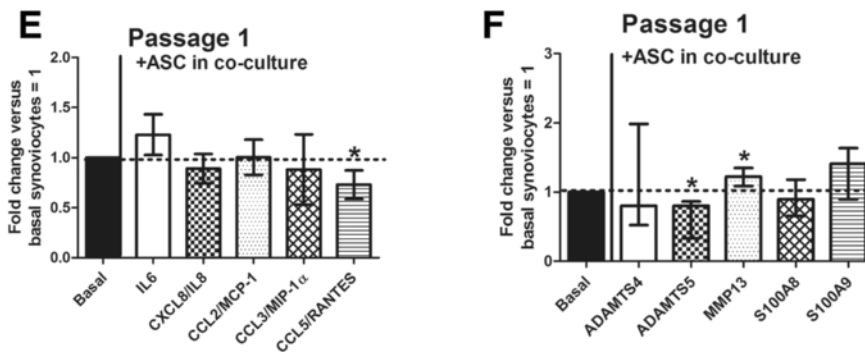 E
Passage 1
+ASC in co-culture
Fold change versus
basal synoviocytes = 1
2.0
1.5
1.0
0.5
0.0
*
Basal
IL6
CXCL8/IL8
CCL2/MCP-1
CCL3/MIP-1α
CCL5/RANTES
F
Passage 1
+ASC in co-culture
Fold change versus
basal synoviocytes = 1
3
2
1
0
*
*
Basal
ADAMTS4
ADAMTS5
MMP13
S100A8
S100A9